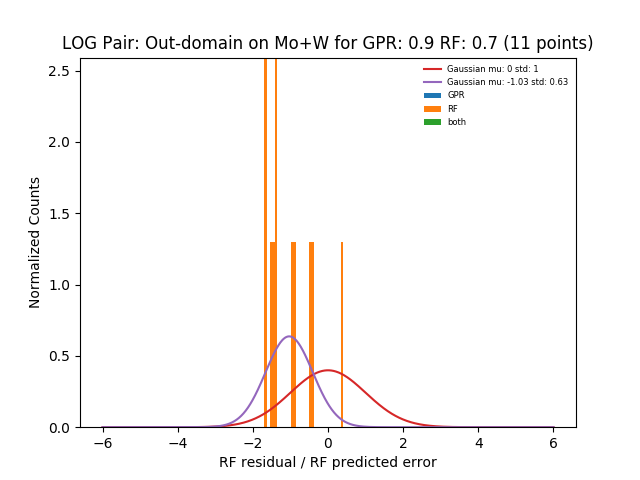 LOG Pair: Out-domain on Mo+W for GPR: 0.9 RF: 0.7 (11 points)
Gaussian mu: 0 std: 1
Gaussian mu: -1.03 std: 0.63
GPR
RF
both
Normalized Counts
2.5
2.0
1.5
1.0
0.5
0.0
−6 −4 −2 0 2 4 6
RF residual / RF predicted error